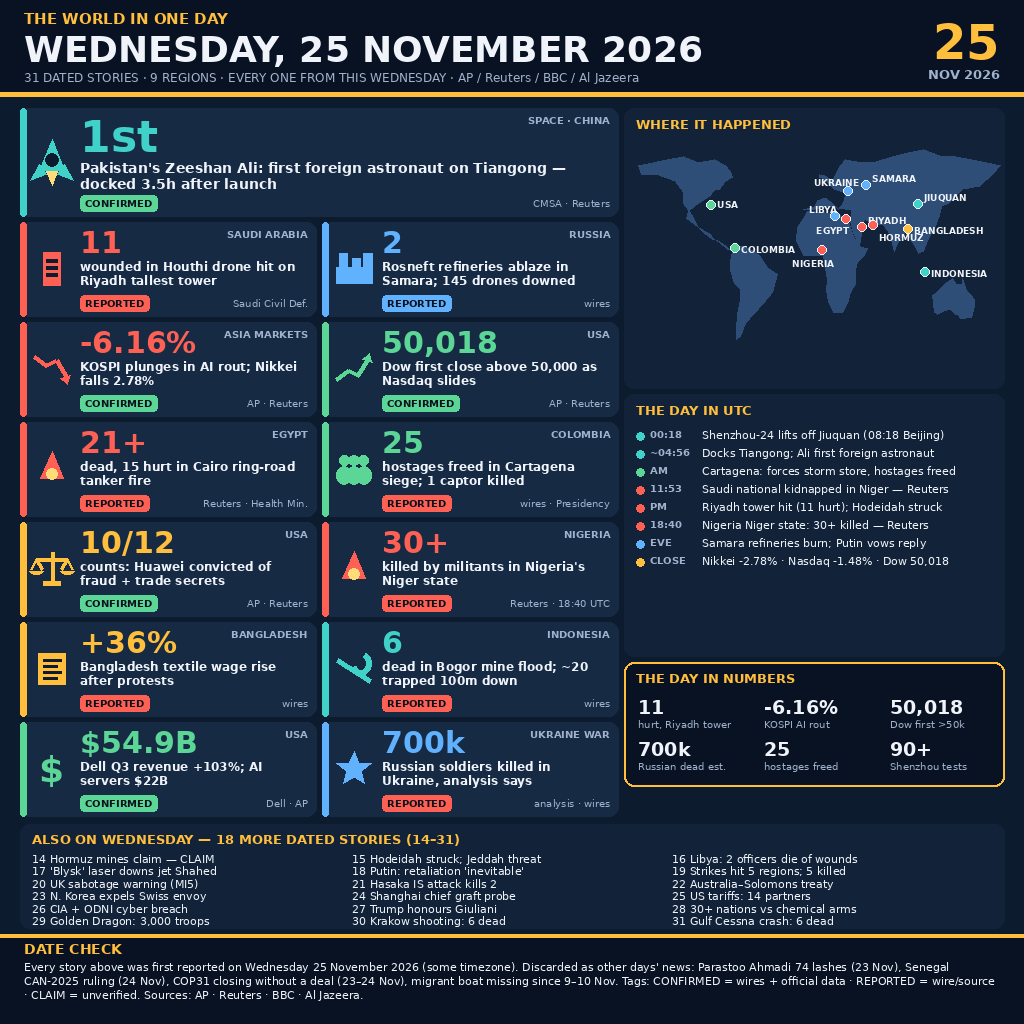 THE WORLD IN ONE DAY
WEDNESDAY, 25 NOVEMBER 2026
31 DATED STORIES · 9 REGIONS · EVERY ONE FROM THIS WEDNESDAY · AP / Reuters / BBC / Al Jazeera
25
NOV 2026
1st
SPACE · CHINA
Pakistan's Zeeshan Ali: first foreign astronaut on Tiangong —
docked 3.5h after launch
CONFIRMED
CMSA · Reuters
11
SAUDI ARABIA
wounded in Houthi drone hit on
Riyadh tallest tower
REPORTED
Saudi Civil Def.
2
RUSSIA
Rosneft refineries ablaze in
Samara; 145 drones downed
REPORTED
wires
-6.16%
ASIA MARKETS
KOSPI plunges in AI rout; Nikkei
falls 2.78%
CONFIRMED
AP · Reuters
50,018
USA
Dow first close above 50,000 as
Nasdaq slides
CONFIRMED
AP · Reuters
21+
EGYPT
dead, 15 hurt in Cairo ring-road
tanker fire
REPORTED
Reuters · Health Min.
25
COLOMBIA
hostages freed in Cartagena
siege; 1 captor killed
REPORTED
wires · Presidency
10/12
USA
counts: Huawei convicted of
fraud + trade secrets
CONFIRMED
AP · Reuters
30+
NIGERIA
killed by militants in Nigeria's
Niger state
REPORTED
Reuters · 18:40 UTC
+36%
BANGLADESH
Bangladesh textile wage rise
after protests
REPORTED
wires
6
INDONESIA
dead in Bogor mine flood; ~20
trapped 100m down
REPORTED
wires
$
$54.9B
USA
Dell Q3 revenue +103%; AI
servers $22B
CONFIRMED
Dell · AP
700k
UKRAINE WAR
Russian soldiers killed in
Ukraine, analysis says
REPORTED
analysis · wires
WHERE IT HAPPENED
UKRAINE
SAMARA
USA
JIUQUAN
LIBYA
RIYADH
EGYPT
HORMUZ
BANGLADESH
COLOMBIA
NIGERIA
INDONESIA
THE DAY IN UTC
00:18 Shenzhou-24 lifts off Jiuquan (08:18 Beijing)
~04:56 Docks Tiangong; Ali first foreign astronaut
AM Cartagena: forces storm store, hostages freed
11:53 Saudi national kidnapped in Niger — Reuters
PM Riyadh tower hit (11 hurt); Hodeidah struck
18:40 Nigeria Niger state: 30+ killed — Reuters
EVE Samara refineries burn; Putin vows reply
CLOSE Nikkei -2.78% · Nasdaq -1.48% · Dow 50,018
THE DAY IN NUMBERS
11 -6.16% 50,018
hurt, Riyadh tower KOSPI AI rout Dow first >50k
700k 25 90+
Russian dead est. hostages freed Shenzhou tests
ALSO ON WEDNESDAY — 18 MORE DATED STORIES (14–31)
14 Hormuz mines claim — CLAIM 15 Hodeidah struck; Jeddah threat 16 Libya: 2 officers die of wounds
17 'Blysk' laser downs jet Shahed 18 Putin: retaliation 'inevitable' 19 Strikes hit 5 regions; 5 killed
20 UK sabotage warning (MI5) 21 Hasaka IS attack kills 2 22 Australia–Solomons treaty
23 N. Korea expels Swiss envoy 24 Shanghai chief graft probe 25 US tariffs: 14 partners
26 CIA + ODNI cyber breach 27 Trump honours Giuliani 28 30+ nations vs chemical arms
29 Golden Dragon: 3,000 troops 30 Krakow shooting: 6 dead 31 Gulf Cessna crash: 6 dead
DATE CHECK
Every story above was first reported on Wednesday 25 November 2026 (some timezone). Discarded as other days' news: Parastoo Ahmadi 74 lashes (23 Nov), Senegal
CAN-2025 ruling (24 Nov), COP31 closing without a deal (23–24 Nov), migrant boat missing since 9–10 Nov. Tags: CONFIRMED = wires + official data · REPORTED = wire/source
· CLAIM = unverified. Sources: AP · Reuters · BBC · Al Jazeera.